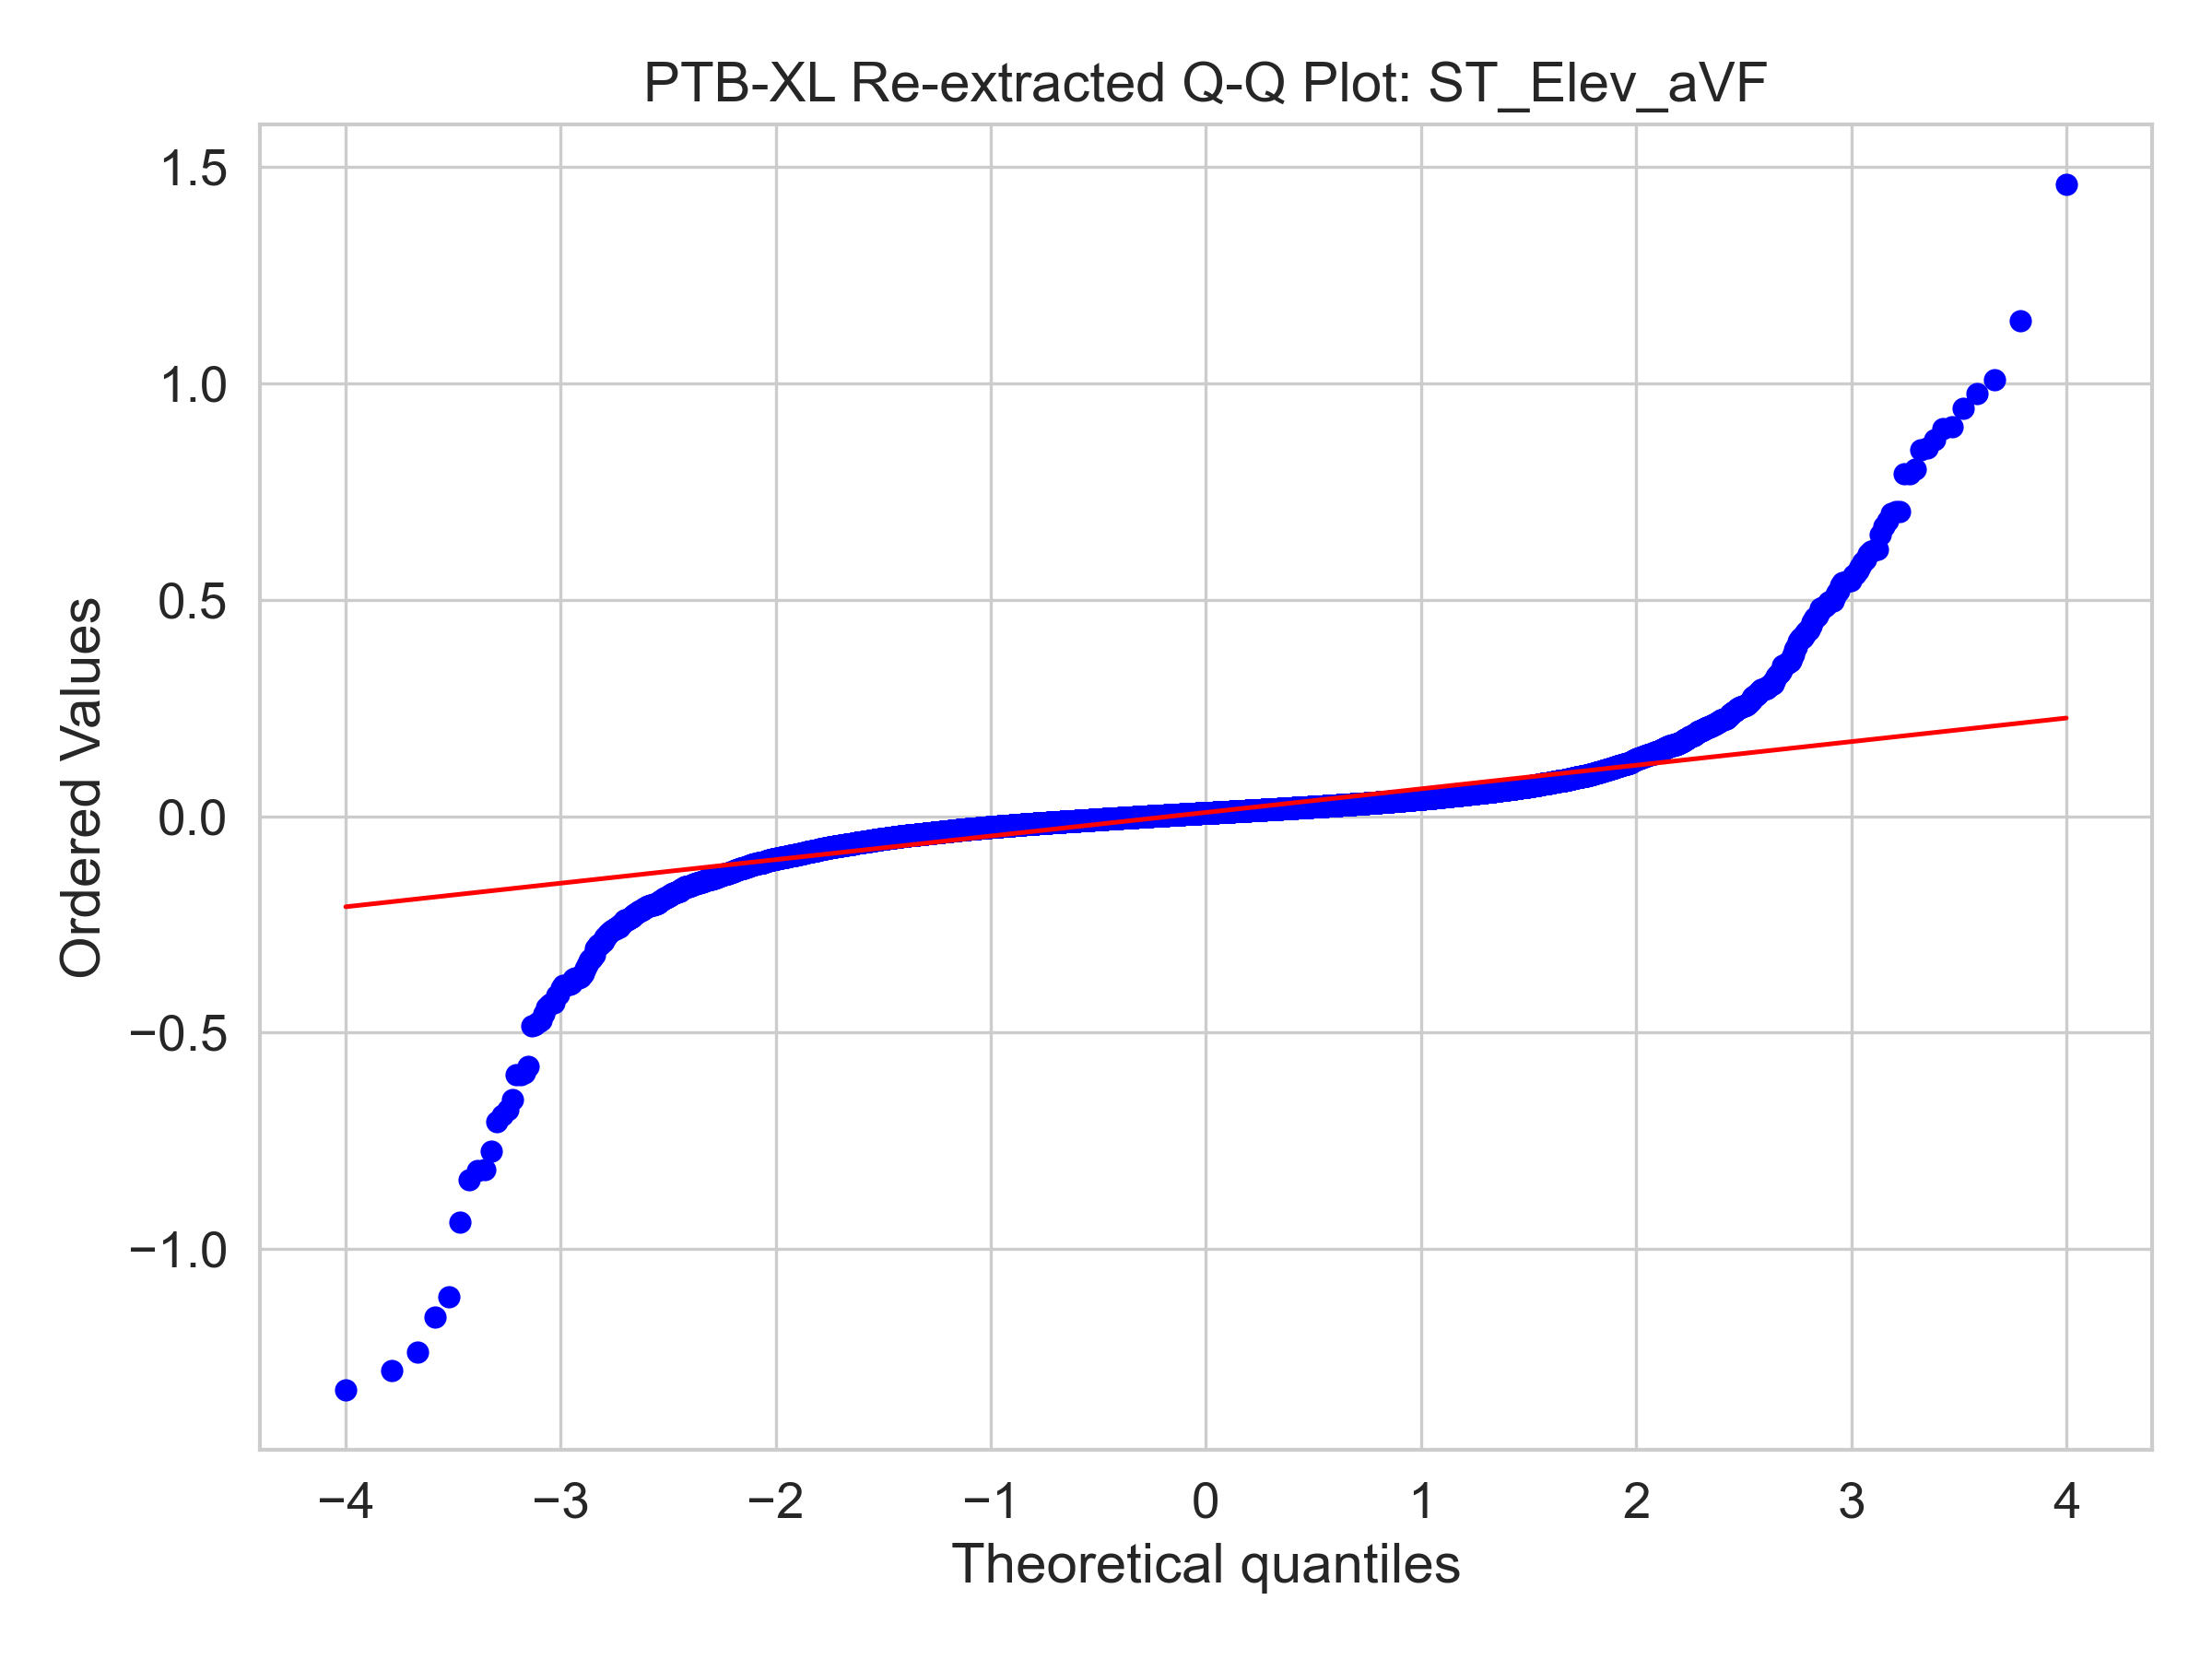 PTB-XL Re-extracted Q-Q Plot: ST_Elev_aVF
1.5
1.0
0.5
0.0
−0.5
−1.0
Ordered Values
−4 −3 −2 −1 0 1 2 3 4
Theoretical quantiles